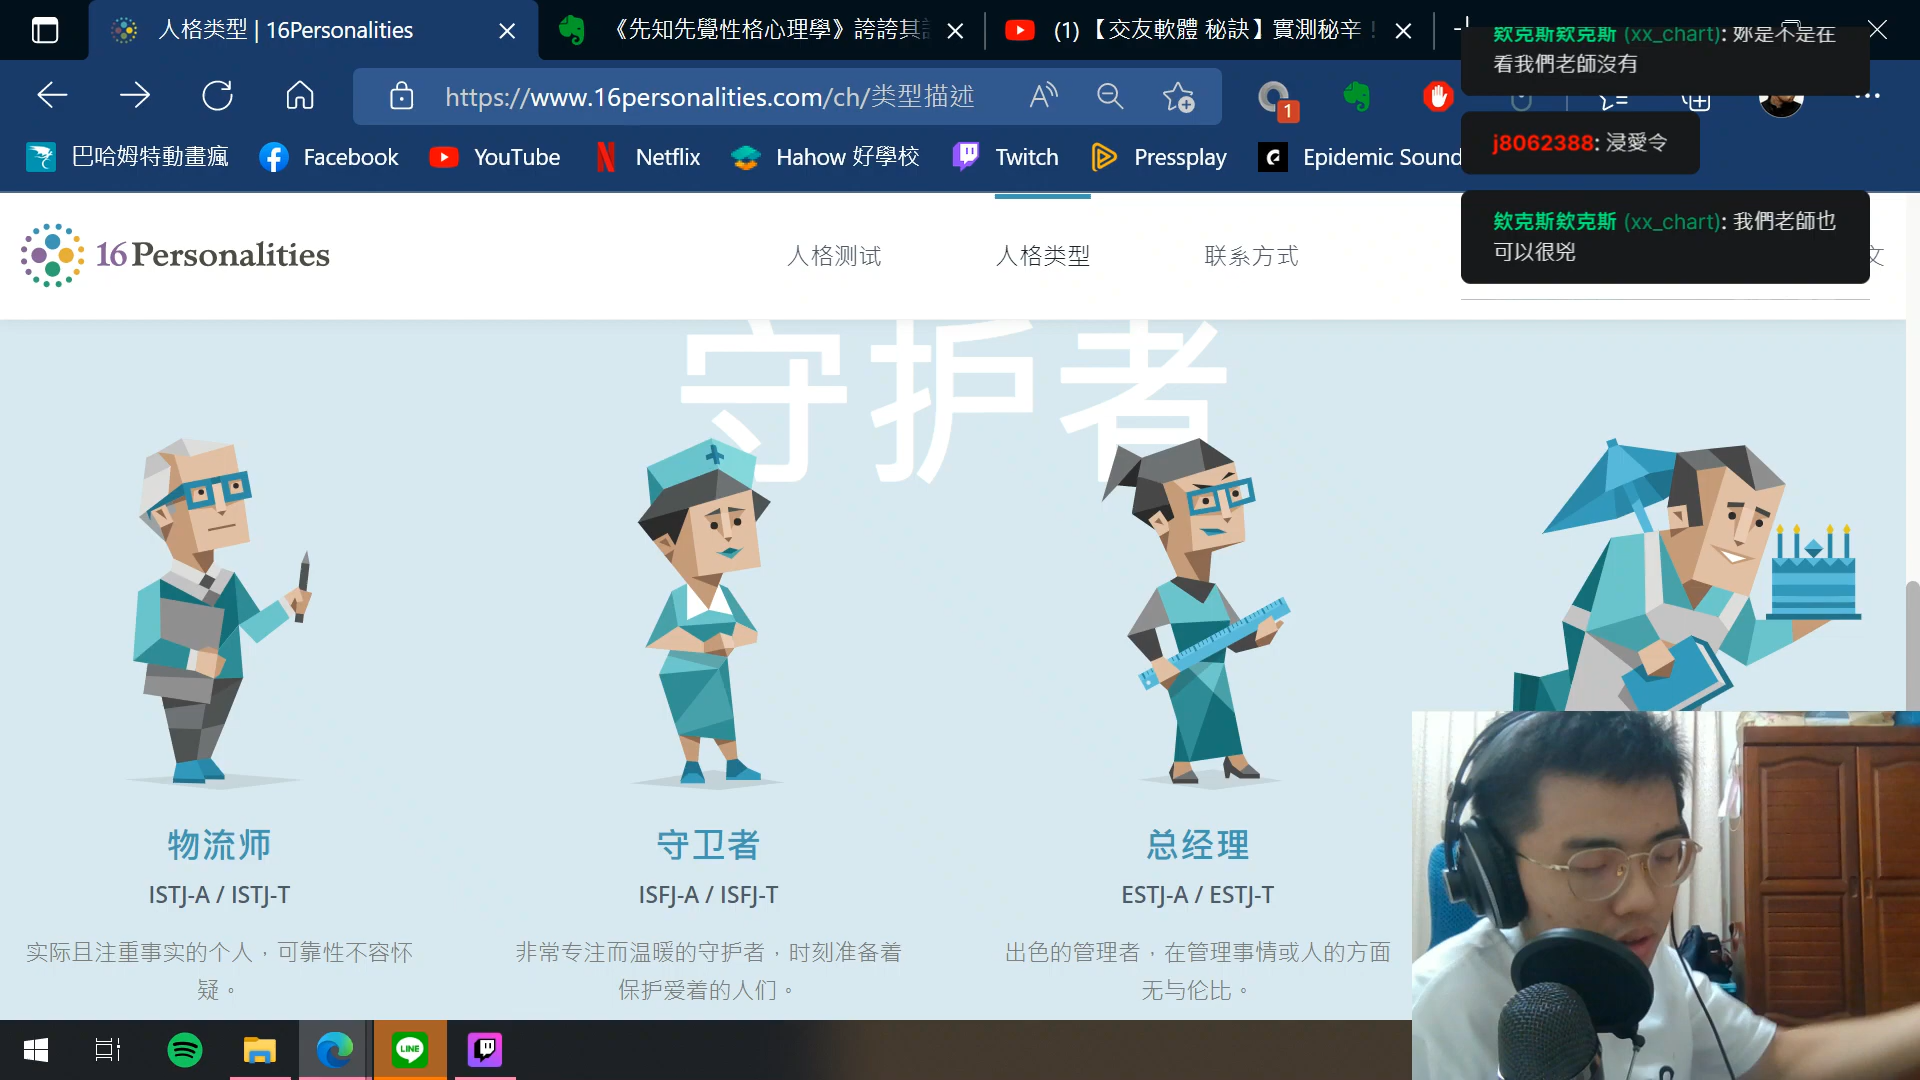 人格类型 | 16Personalities
《先知先覺性格心理學》誇誇其
(1) 【交友軟體 秘訣】實測秘辛！
欸克斯欸克斯 (xx_chart): 妳是不是在
看我們老師沒有
https://www.16personalities.com/ch/类型描述
1
j8062388: 浸愛令
巴哈姆特動畫瘋
Facebook
YouTube
Netflix
Hahow 好學校
Twitch
Pressplay
Epidemic Sound
欸克斯欸克斯 (xx_chart): 我們老師也
可以很兇
16Personalities
人格测试
人格类型
联系方式
文
守护者
物流师
ISTJ-A / ISTJ-T
实际且注重事实的个人，可靠性不容怀
疑。
守卫者
ISFJ-A / ISFJ-T
非常专注而温暖的守护者，时刻准备着
保护爱着的人们。
总经理
ESTJ-A / ESTJ-T
出色的管理者，在管理事情或人的方面
无与伦比。
LINE